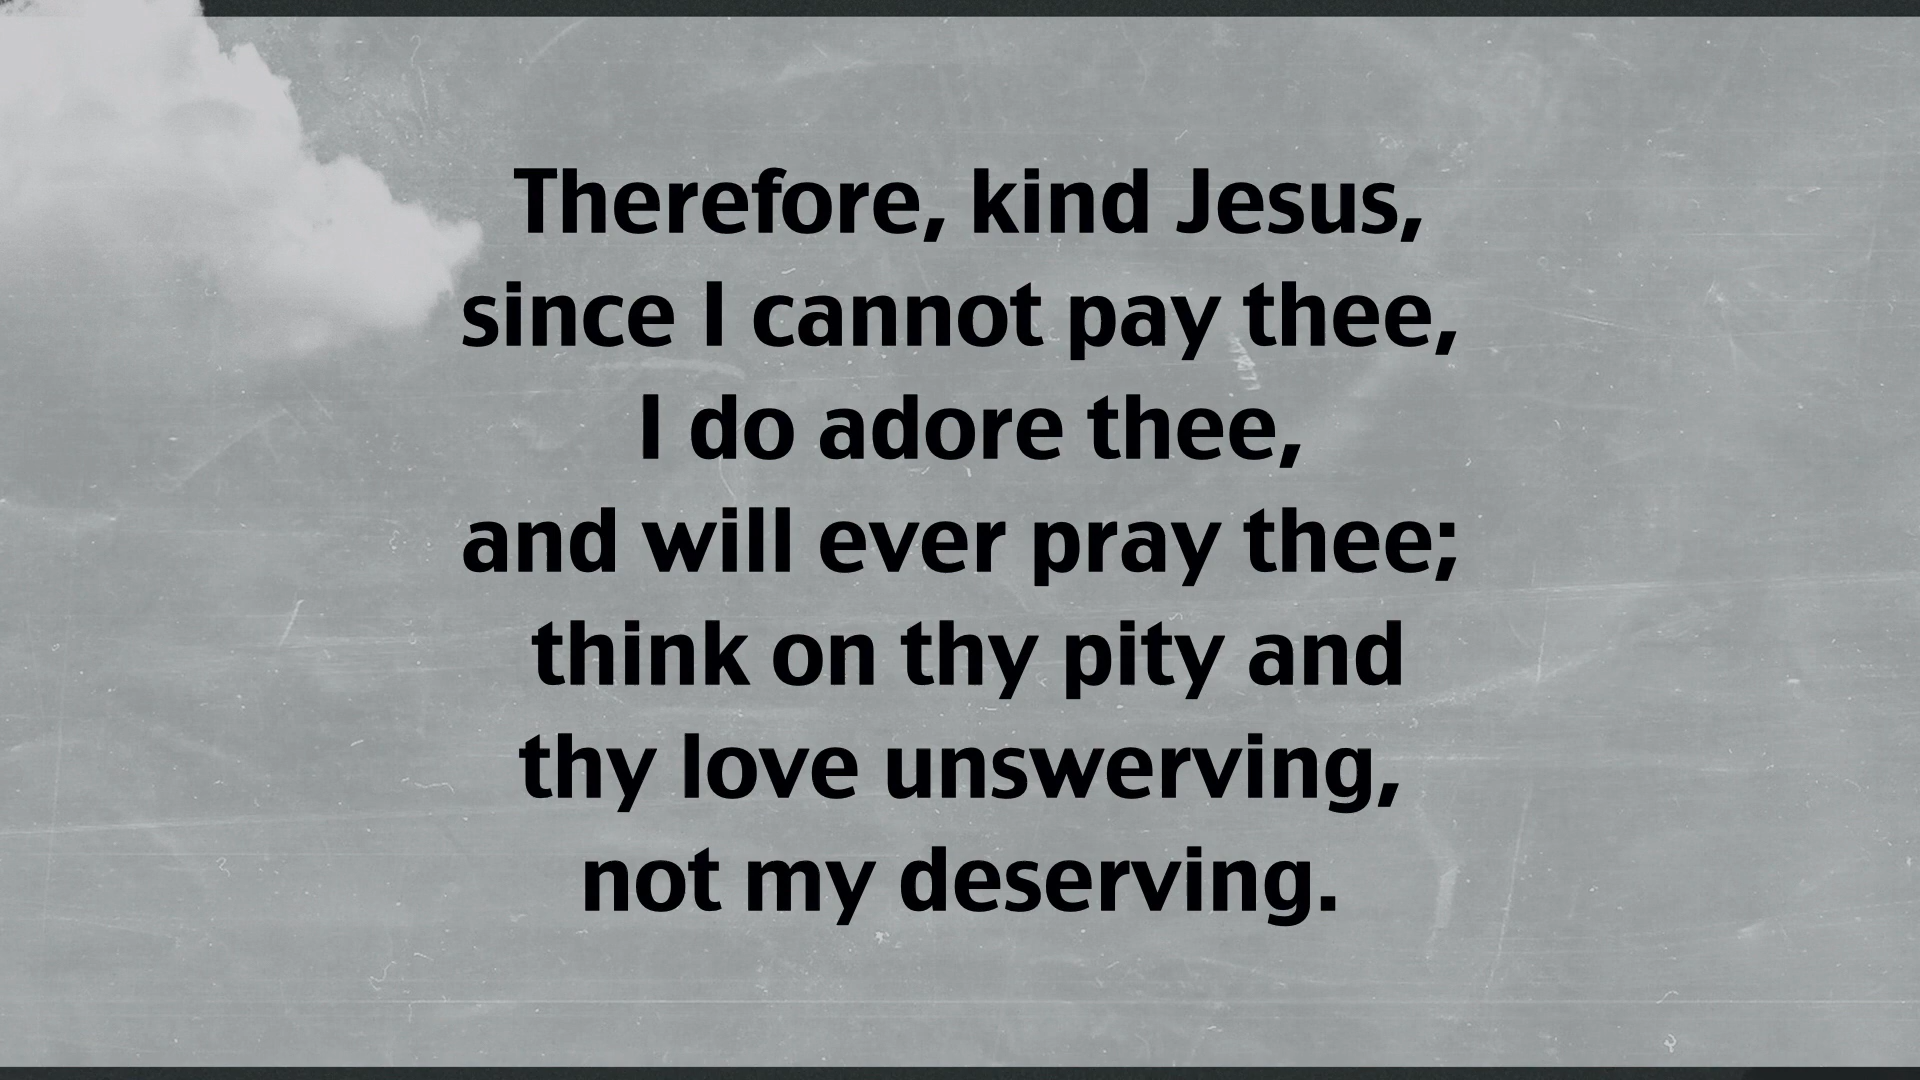 Therefore, kind Jesus,
since I cannot pay thee,
I do adore thee,
and will ever pray thee;
think on thy pity and
thy love unswerving,
not my deserving.